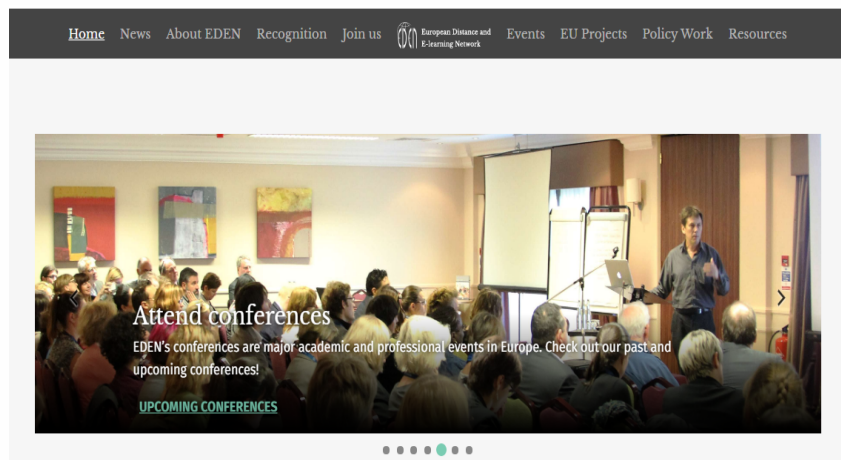 Home News About EDEN Recognition Join us European Distance and E-learning Network Events EU Projects Policy Work Resources
Attend conferences
EDEN's conferences are major academic and professional events in Europe. Check out our past and
upcoming conferences!
UPCOMING CONFERENCES